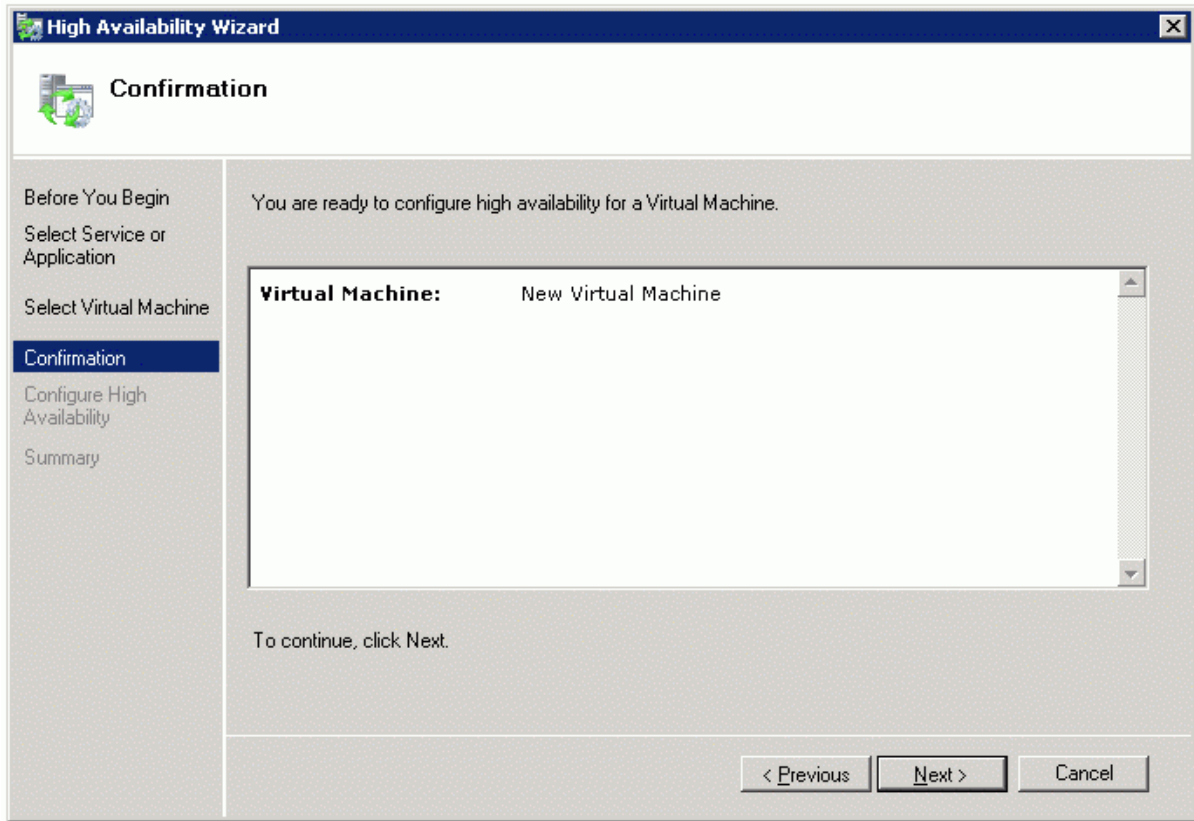 High Availability Wizard
Confirmation
Before You Begin
Select Service or
Application
Select Virtual Machine
Confirmation
Configure High
Availability
Summary
You are ready to configure high availability for a Virtual Machine.
Virtual Machine: New Virtual Machine
To continue, click Next.
< Previous
Next >
Cancel